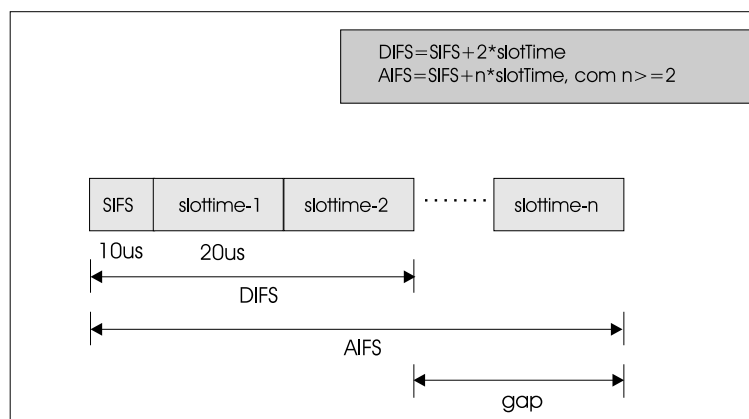 DIFS=SIFS+2*slotTime
AIFS=SIFS+n*slotTime, com n>=2
SIFS
slottime-1
slottime-2
........
slottime-n
10us
20us
DIFS
AIFS
gap